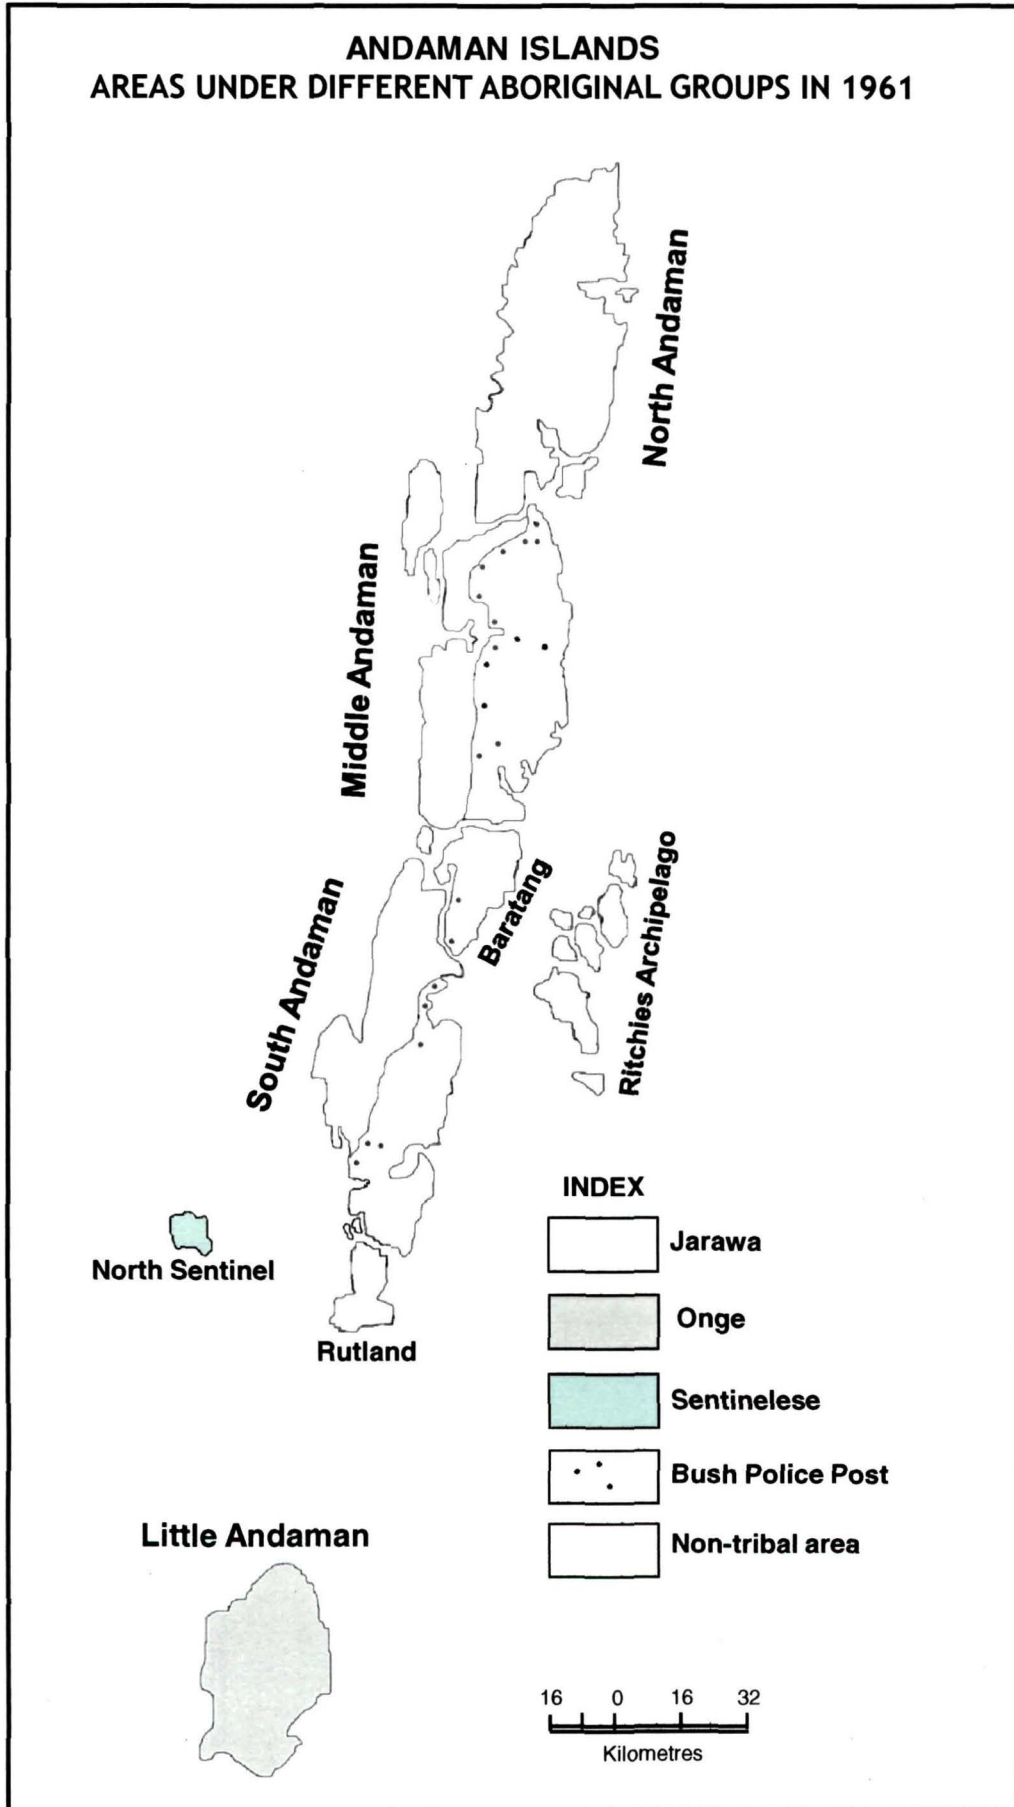 ANDAMAN ISLANDS
AREAS UNDER DIFFERENT ABORIGINAL GROUPS IN 1961
North Andaman
Middle Andaman
Baratang
Ritchies Archipelago
South Andaman
North Sentinel
Rutland
INDEX
Jarawa
Onge
Sentinelese
Bush Police Post
Non-tribal area
Little Andaman
16 0 16 32
Kilometres